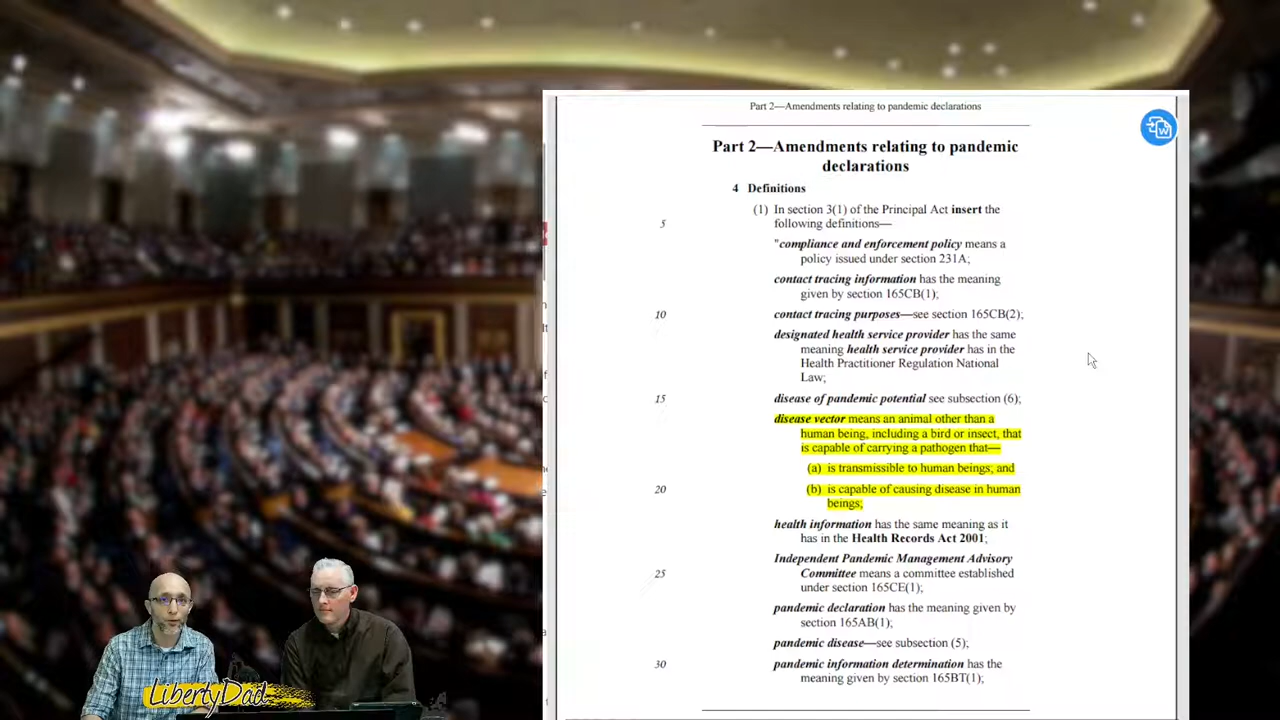 Part 2—Amendments relating to pandemic declarations
Part 2—Amendments relating to pandemic
declarations
4 Definitions
(1) In section 3(1) of the Principal Act insert the
5 following definitions—
"compliance and enforcement policy means a
policy issued under section 231A;
contact tracing information has the meaning
given by section 165CB(1);
10 contact tracing purposes—see section 165CB(2);
designated health service provider has the same
meaning health service provider has in the
Health Practitioner Regulation National
Law;
15 disease of pandemic potential see subsection (6);
disease vector means an animal other than a
human being, including a bird or insect, that
is capable of carrying a pathogen that—
(a) is transmissible to human beings; and
20 (b) is capable of causing disease in human
beings;
health information has the same meaning as it
has in the Health Records Act 2001;
Independent Pandemic Management Advisory
25 Committee means a committee established
under section 165CE(1);
pandemic declaration has the meaning given by
section 165AB(1);
pandemic disease—see subsection (5);
30 pandemic information determination has the
meaning given by section 165BT(1);
LibertyDad